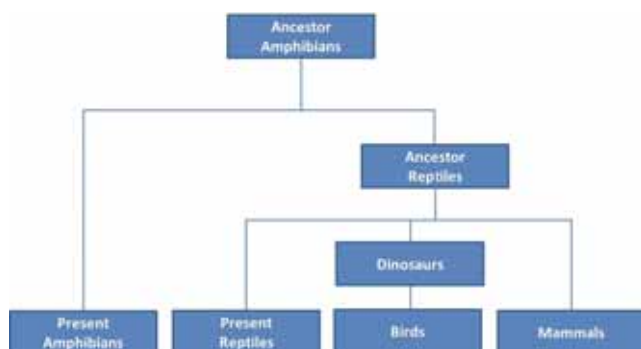 Ancestor
Amphibians
Ancestor
Reptiles
Dinosaurs
Present
Amphibians
Present
Reptiles
Birds
Mammals